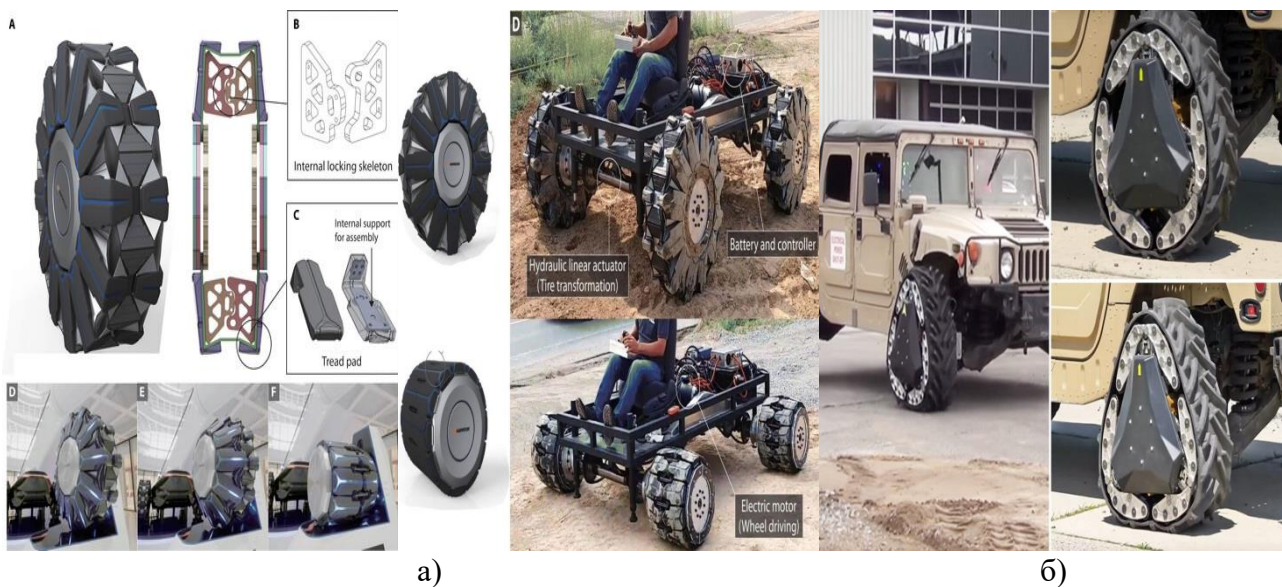 A
B
Internal locking skeleton
C
Internal support
for assembly
Tread pad
D
E
F
D
Hydraulic linear actuator
(Tire transformation)
Battery and controller
Electric motor
(Wheel driving)
а)
б)